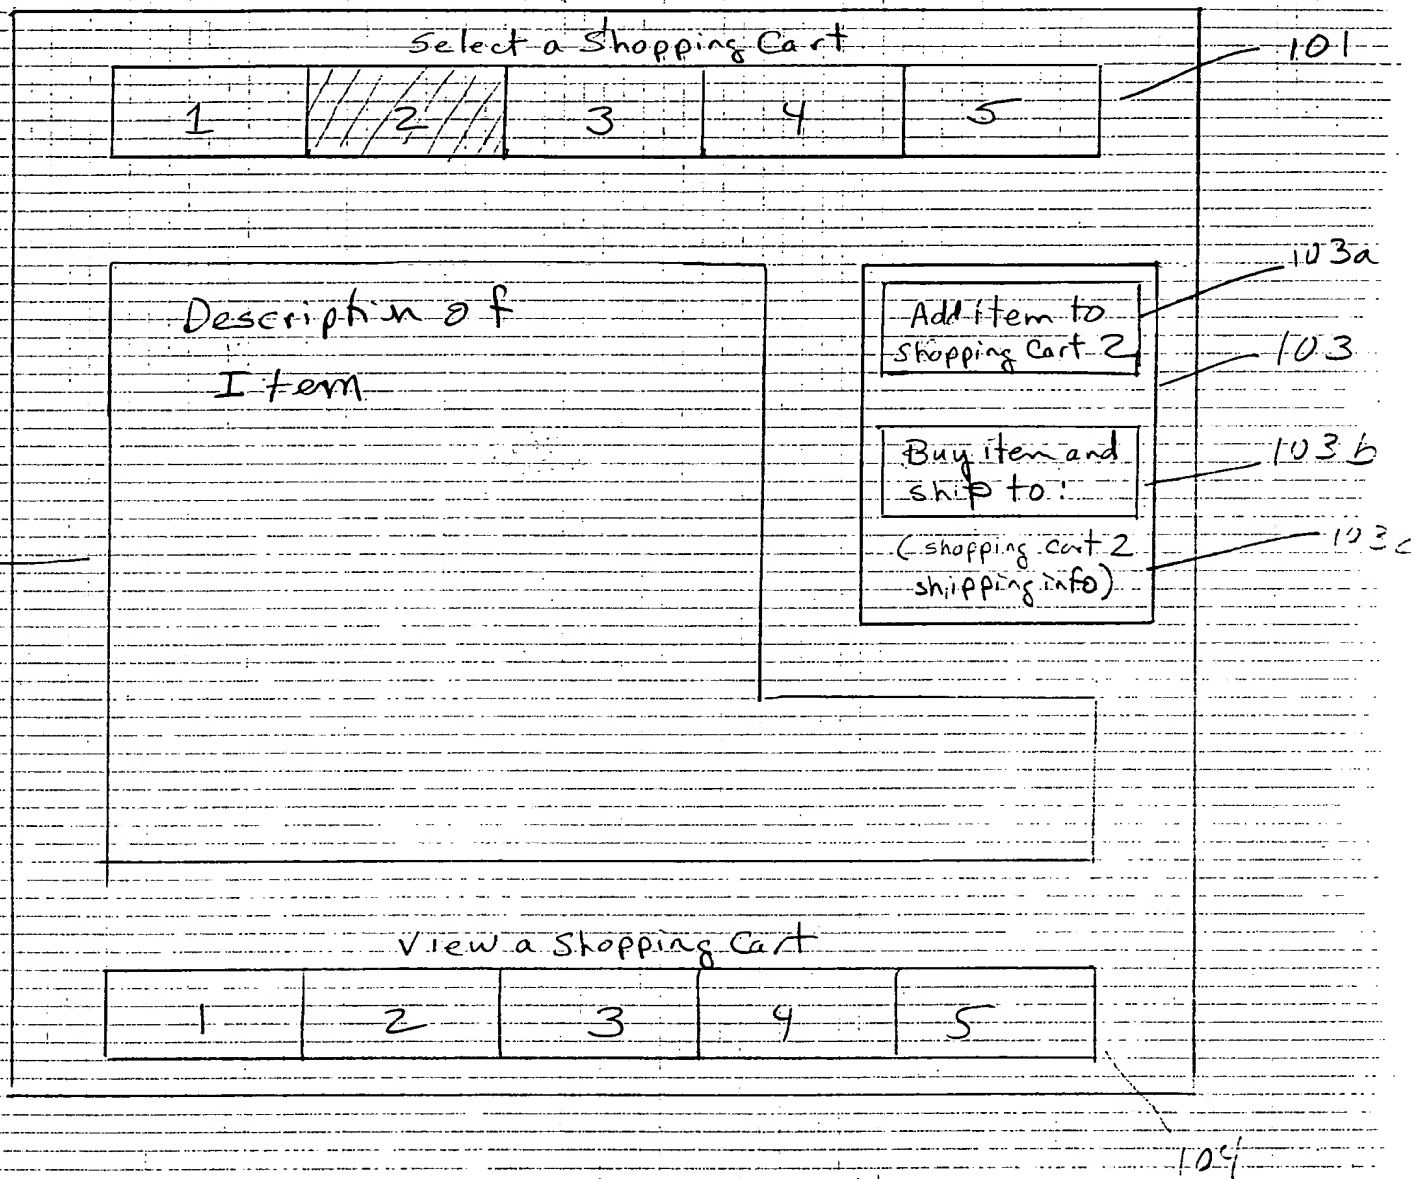 Select a Shopping Cart
101
1 2 3 4 5
103a
Description of
Item
Add item to
shopping cart 2
103
Buy item and
ship to:
103b
(shopping cart 2
shipping info)
103c
View a Shopping Cart
1 2 3 4 5
104